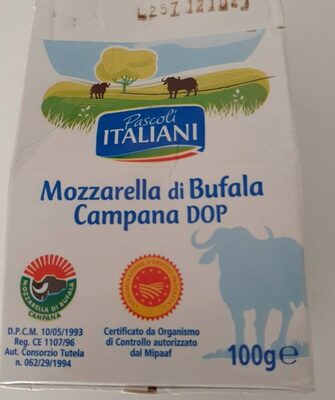 Pascoli
ITALIANI
Mozzarella di Bufala
Campana DOP
MOZZARELLA DI BUFALA
CAMPANA
D.P.C.M. 10/05/1993
Reg. CE 1107/96
Aut. Consorzio Tutela
n. 062/29/1994
Certificato da Organismo
di Controllo autorizzato
dal Mipaaf
100g e